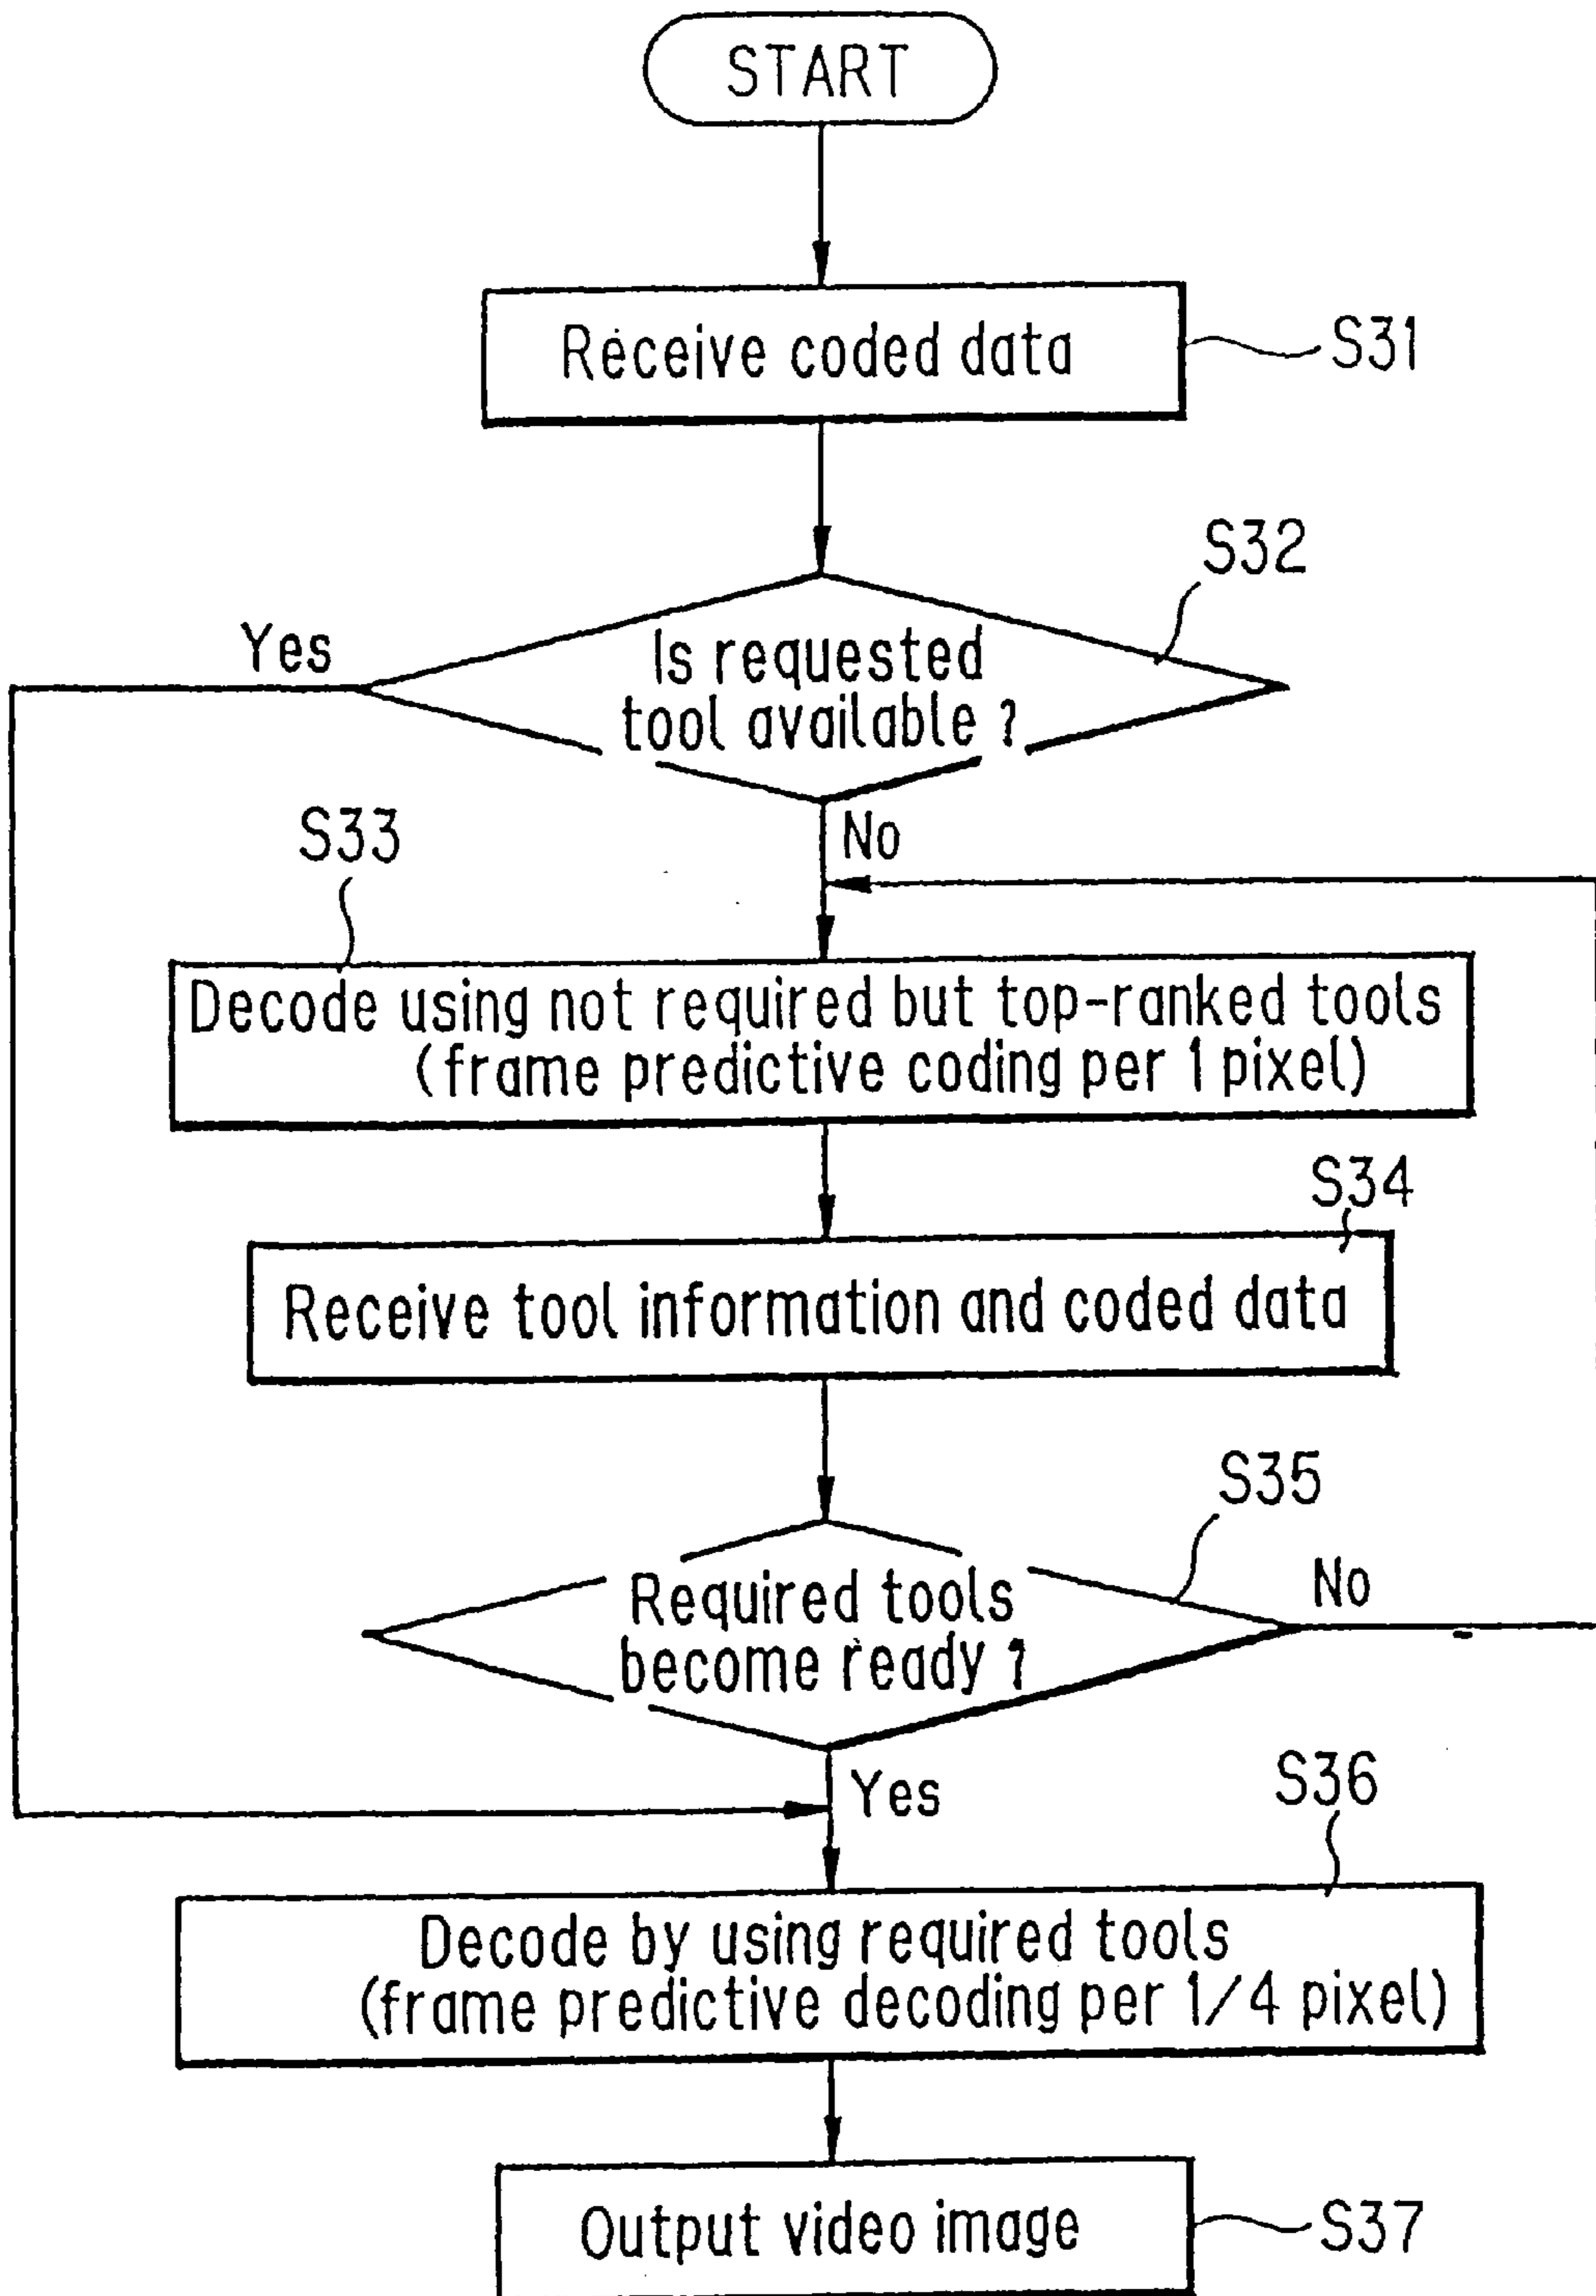 START
Receive coded data
S31
S32
Yes
Is requested
tool available ?
No
S33
Decode using not required but top-ranked tools
(frame predictive coding per 1 pixel)
S34
Receive tool information and coded data
S35
Required tools
become ready ?
No
Yes
S36
Decode by using required tools
(frame predictive decoding per 1/4 pixel)
Output video image
S37